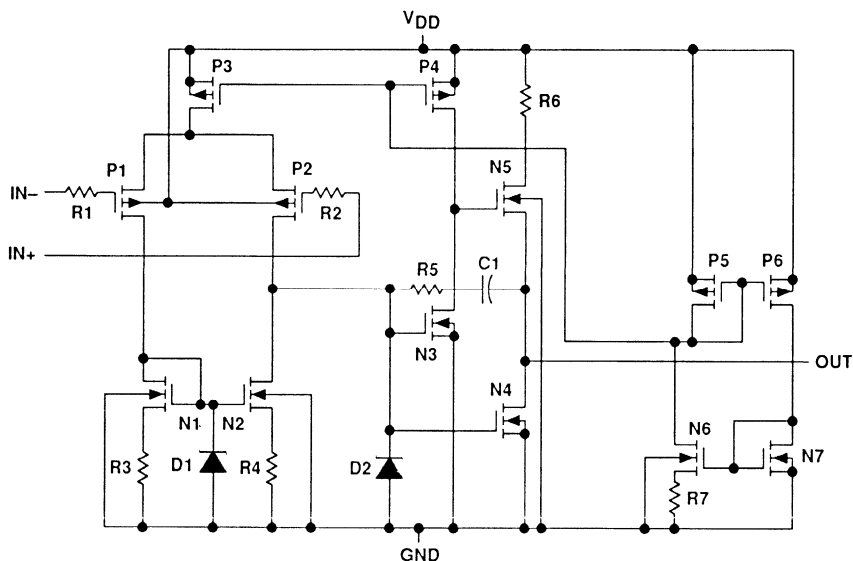 VDD
P3
P4
R6
P1
P2
N5
IN–
R1
R2
IN+
R5
C1
P5
P6
N3
OUT
N1
N2
N4
N6
N7
R3
D1
R4
D2
R7
GND